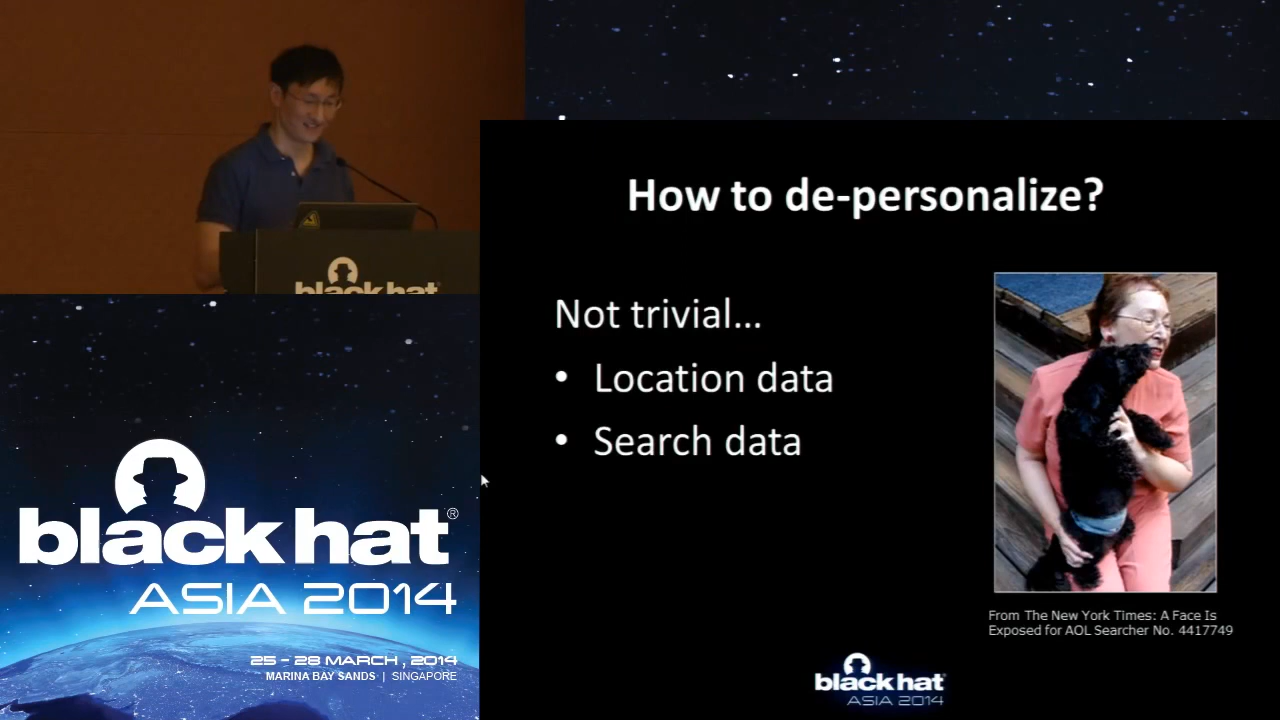 black hat
How to de-personalize?
Not trivial...
• Location data
• Search data
From The New York Times: A Face Is
Exposed for AOL Searcher No. 4417749
black hat®
ASIA 2014
25 - 28 MARCH , 2014
MARINA BAY SANDS | SINGAPORE
black hat
ASIA 2014